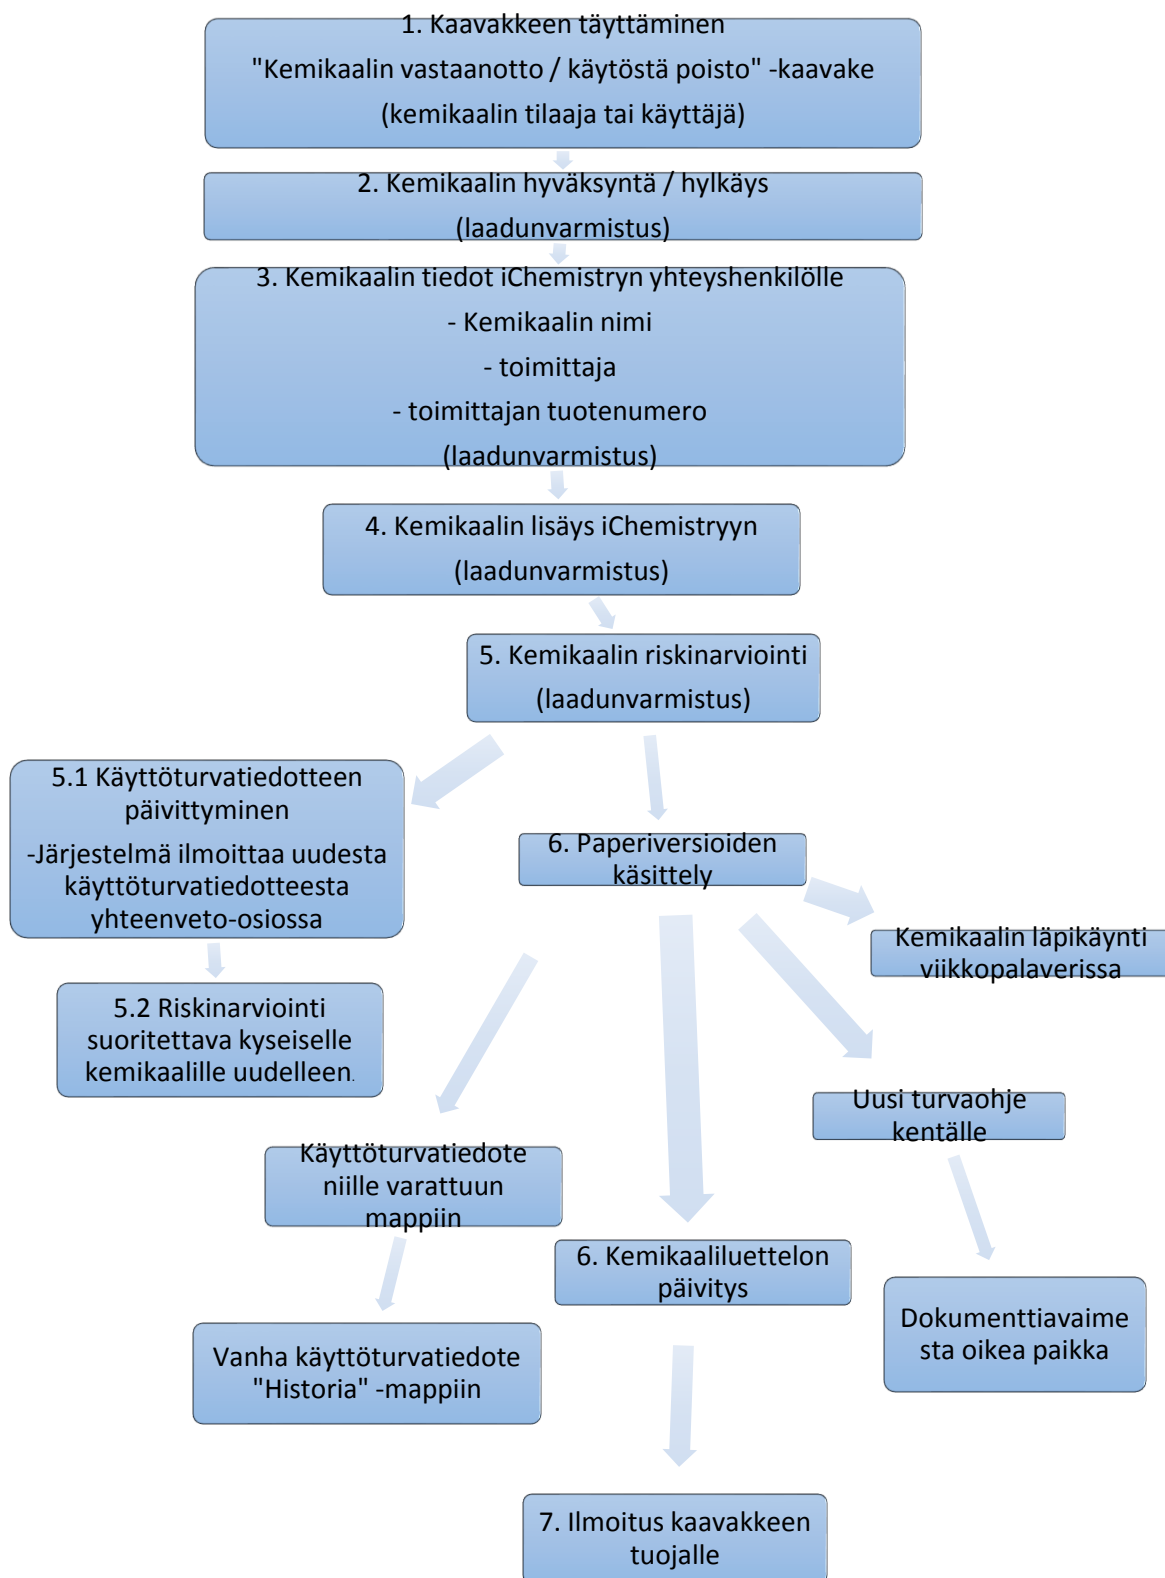 1. Kaavakkeen täyttäminen
"Kemikaalin vastaanotto / käytöstä poisto" -kaavake
(kemikaalin tilaaja tai käyttäjä)
2. Kemikaalin hyväksyntä / hylkäys
(laadunvarmistus)
3. Kemikaalin tiedot iChemistryn yhteyshenkilölle
- Kemikaalin nimi
- toimittaja
- toimittajan tuotenumero
(laadunvarmistus)
4. Kemikaalin lisäys iChemistryyn
(laadunvarmistus)
5. Kemikaalin riskinarviointi
(laadunvarmistus)
5.1 Käyttöturvatiedotteen
päivittyminen
-Järjestelmä ilmoittaa uudesta
käyttöturvatiedotteesta
yhteenveto-osiossa
5.2 Riskinarviointi
suoritettava kyseiselle
kemikaalille uudelleen.
6. Paperiversioiden
käsittely
Kemikaalin läpikäynti
viikkopalaverissa
Uusi turvaohje
kentälle
Käyttöturvatiedote
niille varattuun
mappiin
6. Kemikaaliluettelon
päivitys
Dokumenttiavaime
sta oikea paikka
Vanha käyttöturvatiedote
"Historia" -mappiin
7. Ilmoitus kaavakkeen
tuojalle